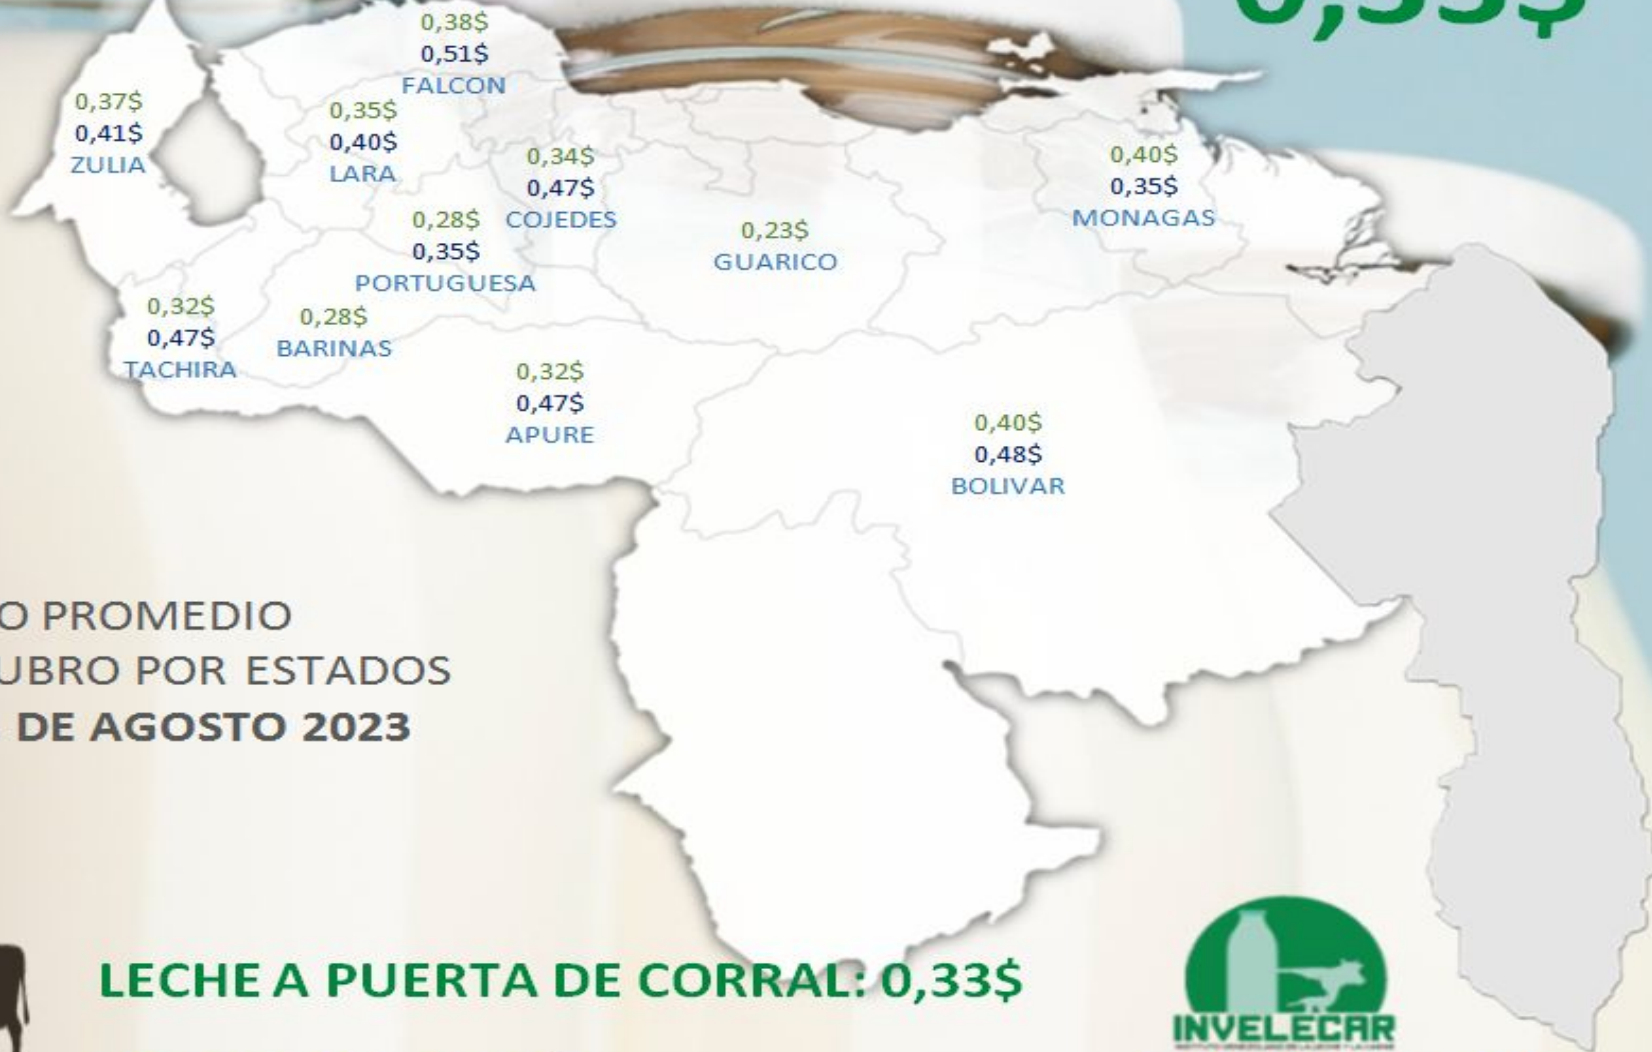 0,33$
0,38$
0,51$
FALCON
0,37$
0,41$
ZULIA
0,35$
0,40$
LARA
0,34$
0,47$
COJEDES
0,40$
0,35$
MONAGAS
0,28$
0,35$
PORTUGUESA
0,23$
GUARICO
0,32$
0,47$
TACHIRA
0,28$
BARINAS
0,32$
0,47$
APURE
0,40$
0,48$
BOLIVAR
O PROMEDIO
UBRO POR ESTADOS
DE AGOSTO 2023
LECHE A PUERTA DE CORRAL: 0,33$
INVELECAR